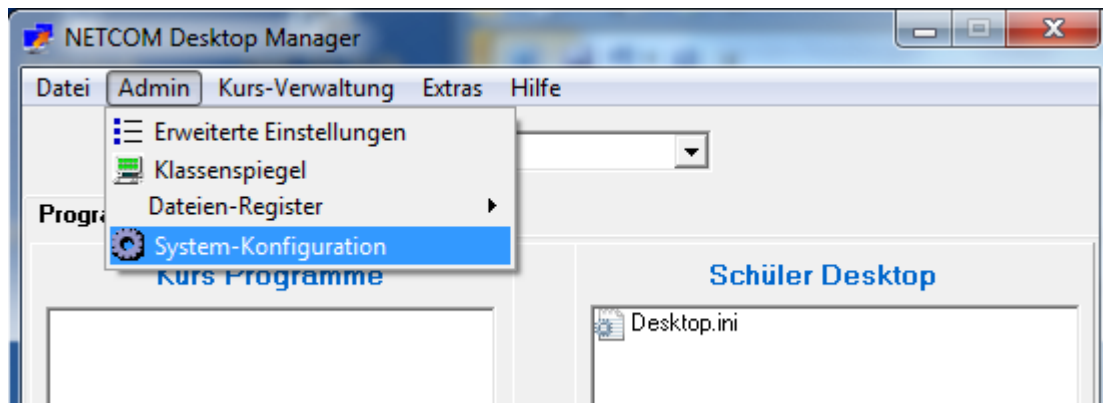 NETCOM Desktop Manager
Datei Admin Kurs-Verwaltung Extras Hilfe
Erweiterte Einstellungen
Klassenspiegel
Dateien-Register
System-Konfiguration
Kurs Programme
Schüler Desktop
Desktop.ini